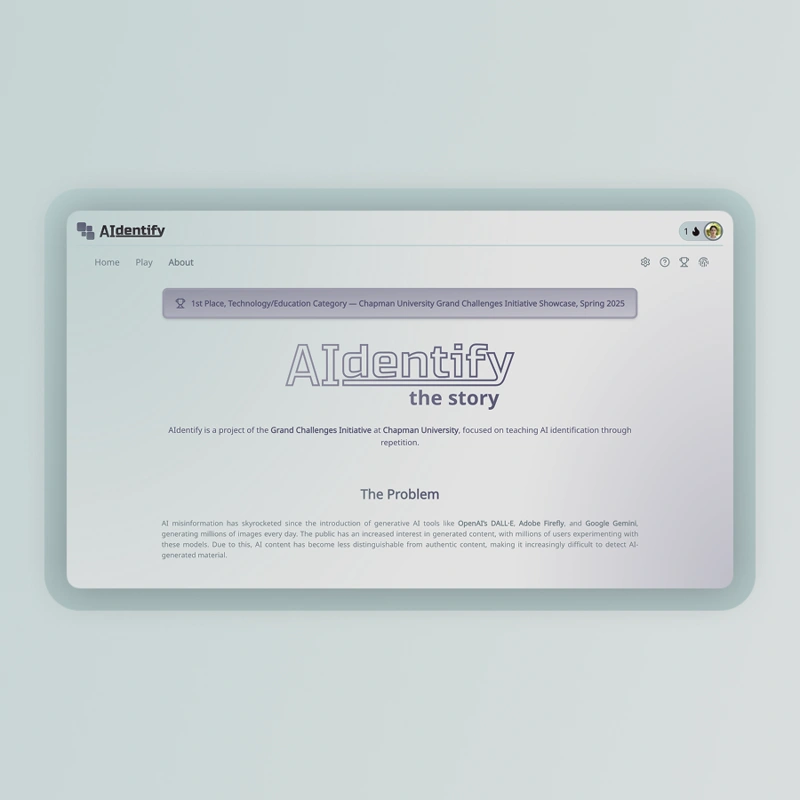 AIdentify
1
Home Play About
1st Place, Technology/Education Category — Chapman University Grand Challenges Initiative Showcase, Spring 2025
AIdentify
the story
AIdentify is a project of the Grand Challenges Initiative at Chapman University, focused on teaching AI identification through
repetition.
The Problem
AI misinformation has skyrocketed since the introduction of generative AI tools like OpenAI's DALL·E, Adobe Firefly, and Google Gemini,
generating millions of images every day. The public has an increased interest in generated content, with millions of users experimenting with
these models. Due to this, AI content has become less distinguishable from authentic content, making it increasingly difficult to detect AI-
generated material.